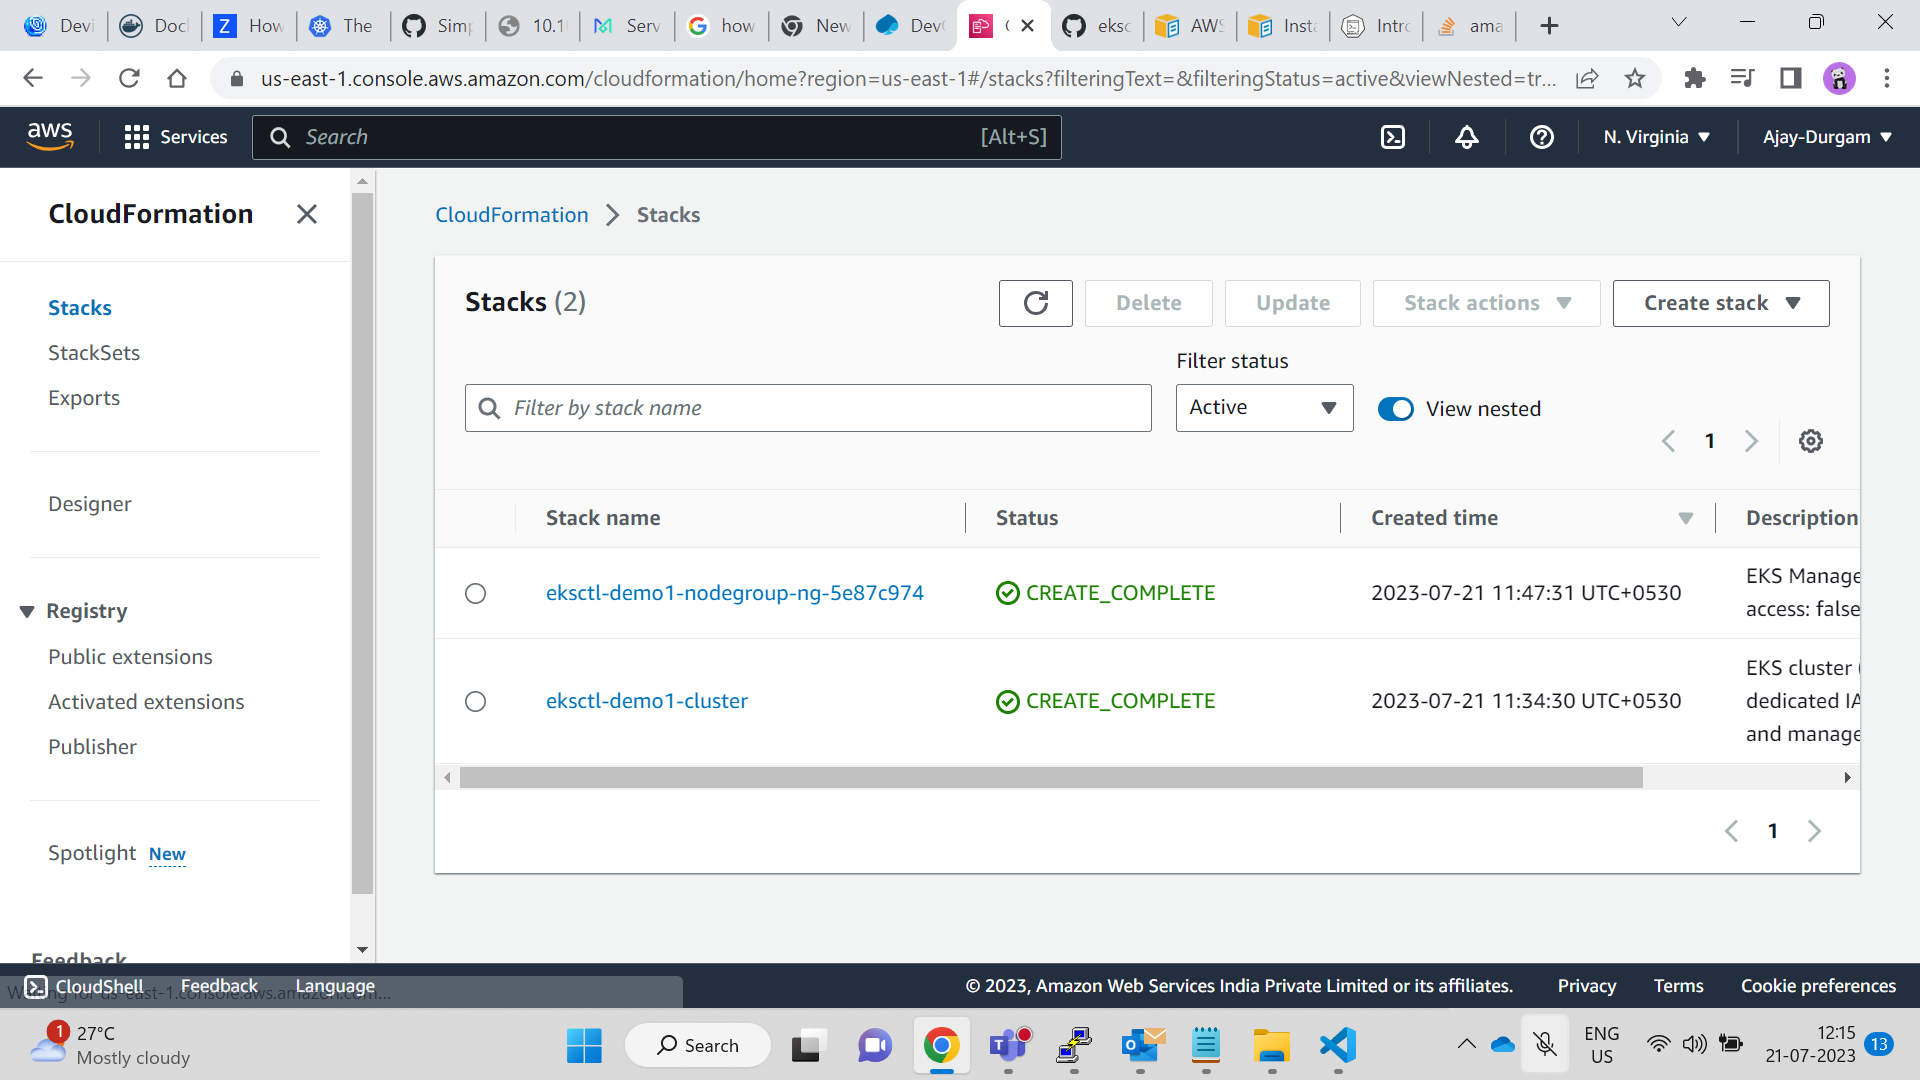 Devi
Doc
How
The
Simp
10.1
Serv
how
New
Dev
eksc
AWS
Insta
Intro
ama
us-east-1.console.aws.amazon.com/cloudformation/home?region=us-east-1#/stacks?filteringText=&filteringStatus=active&viewNested=tr...
aws
Services
Search
[Alt+S]
N. Virginia
Ajay-Durgam
CloudFormation
Stacks
StackSets
Exports
Designer
Registry
Public extensions
Activated extensions
Publisher
Spotlight New
Feedback
CloudFormation
Stacks
Stacks (2)
Delete
Update
Stack actions
Create stack
Filter status
Filter by stack name
Active
View nested
1
Stack name
Status
Created time
Description
eksctl-demo1-nodegroup-ng-5e87c974
CREATE_COMPLETE
2023-07-21 11:47:31 UTC+0530
EKS Manage
access: false
eksctl-demo1-cluster
CREATE_COMPLETE
2023-07-21 11:34:30 UTC+0530
EKS cluster (
dedicated IA
and manage
1
CloudShell
Feedback
Language
Waiting for us-east-1.console.aws.amazon.com...
© 2023, Amazon Web Services India Private Limited or its affiliates.
Privacy
Terms
Cookie preferences
1
27°C
Mostly cloudy
Search
ENG
US
12:15
21-07-2023
13